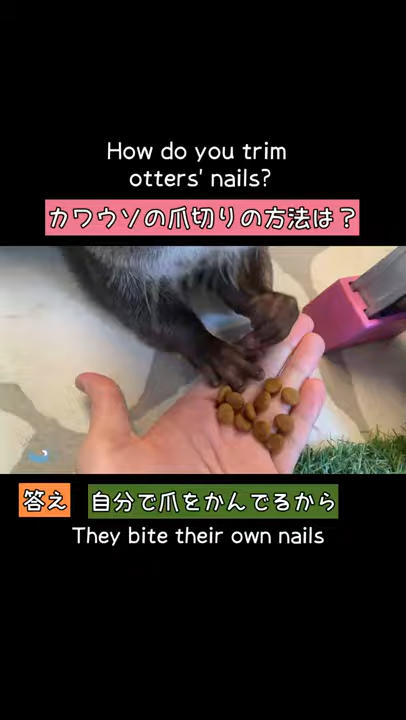 How do you trim
otters' nails?
カワウソの爪切りの方法は？
答え
自分で爪をかんでるから
They bite their own nails